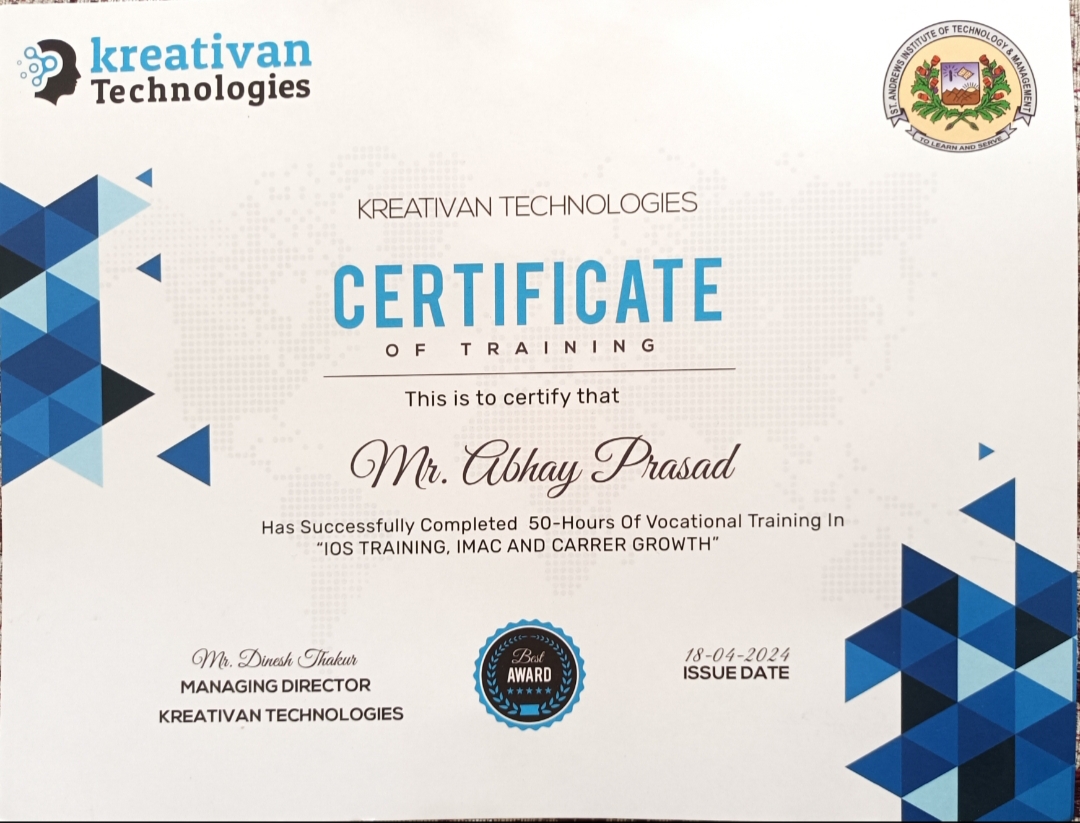 kreativan
Technologies
ST. ANDREWS INSTITUTE OF TECHNOLOGY & MANAGEMENT
TO LEARN AND SERVE
KREATIVAN TECHNOLOGIES
CERTIFICATE
OF TRAINING
This is to certify that
Mr. Abhay Prasad
Has Successfully Completed 50-Hours Of Vocational Training In
“IOS TRAINING, IMAC AND CARRER GROWTH”
Mr. Dinesh Thakur
MANAGING DIRECTOR
KREATIVAN TECHNOLOGIES
Best
AWARD
18-04-2024
ISSUE DATE